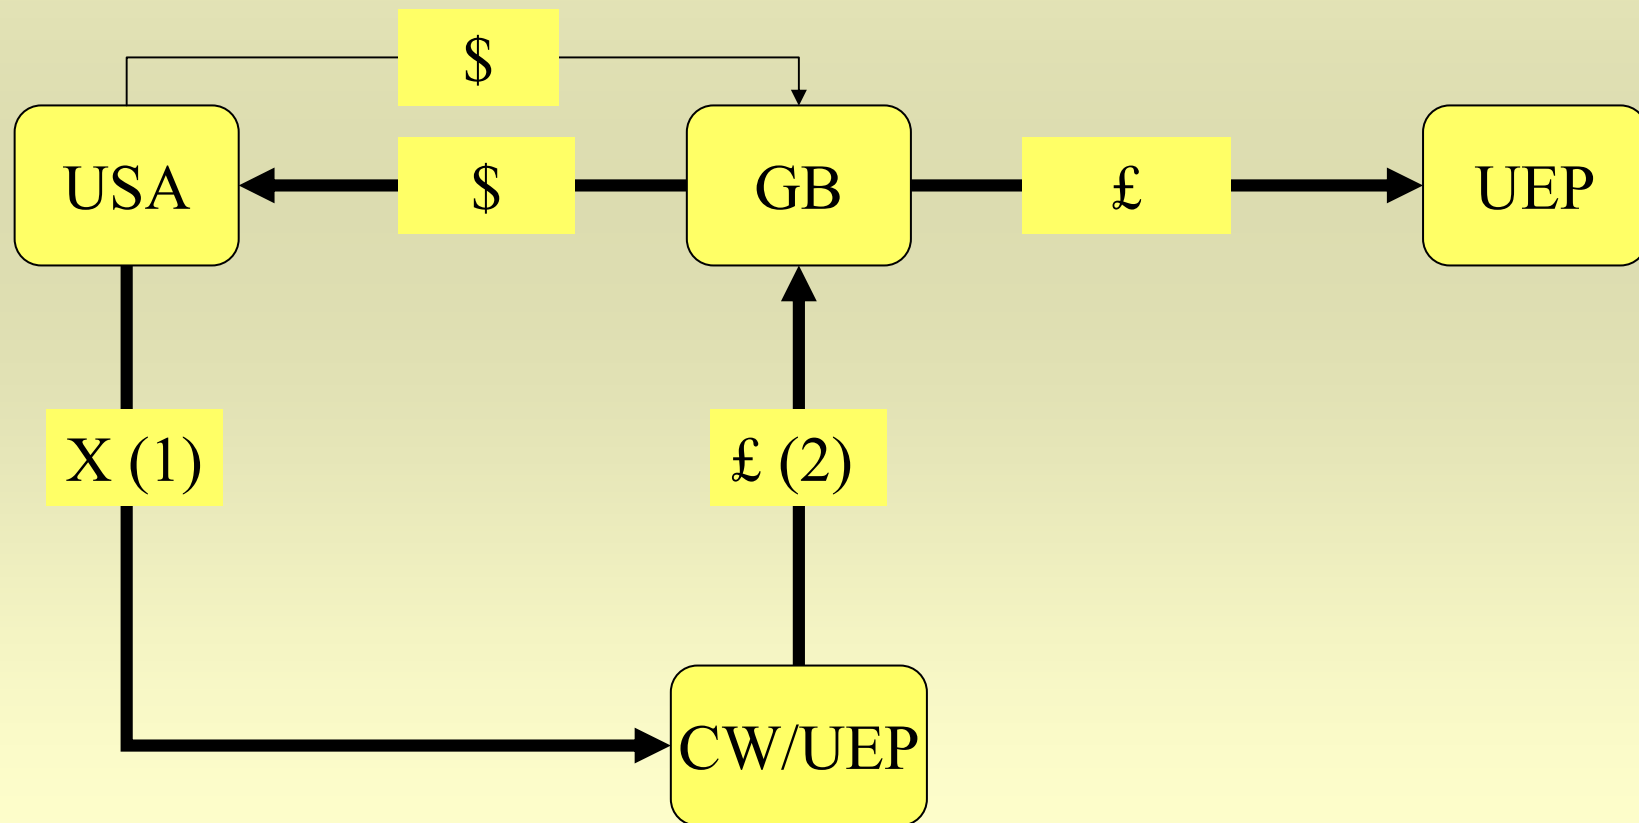 $
USA
$
GB
£
UEP
X (1)
£ (2)
CW/UEP